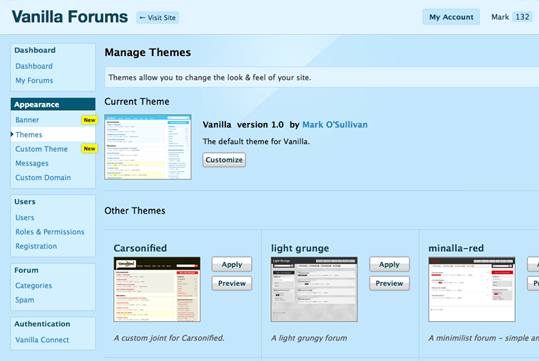 Vanilla Forums
← Visit Site
My Account
Mark 132
Dashboard
Dashboard
My Forums
Appearance
Banner New
Themes
Custom Theme New
Messages
Custom Domain
Users
Users
Roles & Permissions
Registration
Forum
Categories
Spam
Authentication
Vanilla Connect
Manage Themes
Themes allow you to change the look & feel of your site.
Current Theme
Vanilla version 1.0 by Mark O'Sullivan
The default theme for Vanilla.
Customize
Other Themes
Carsonified
Apply
Preview
A custom joint for Carsonified.
light grunge
Apply
Preview
A light grungy forum
minalla-red
A minimilist forum - simple an